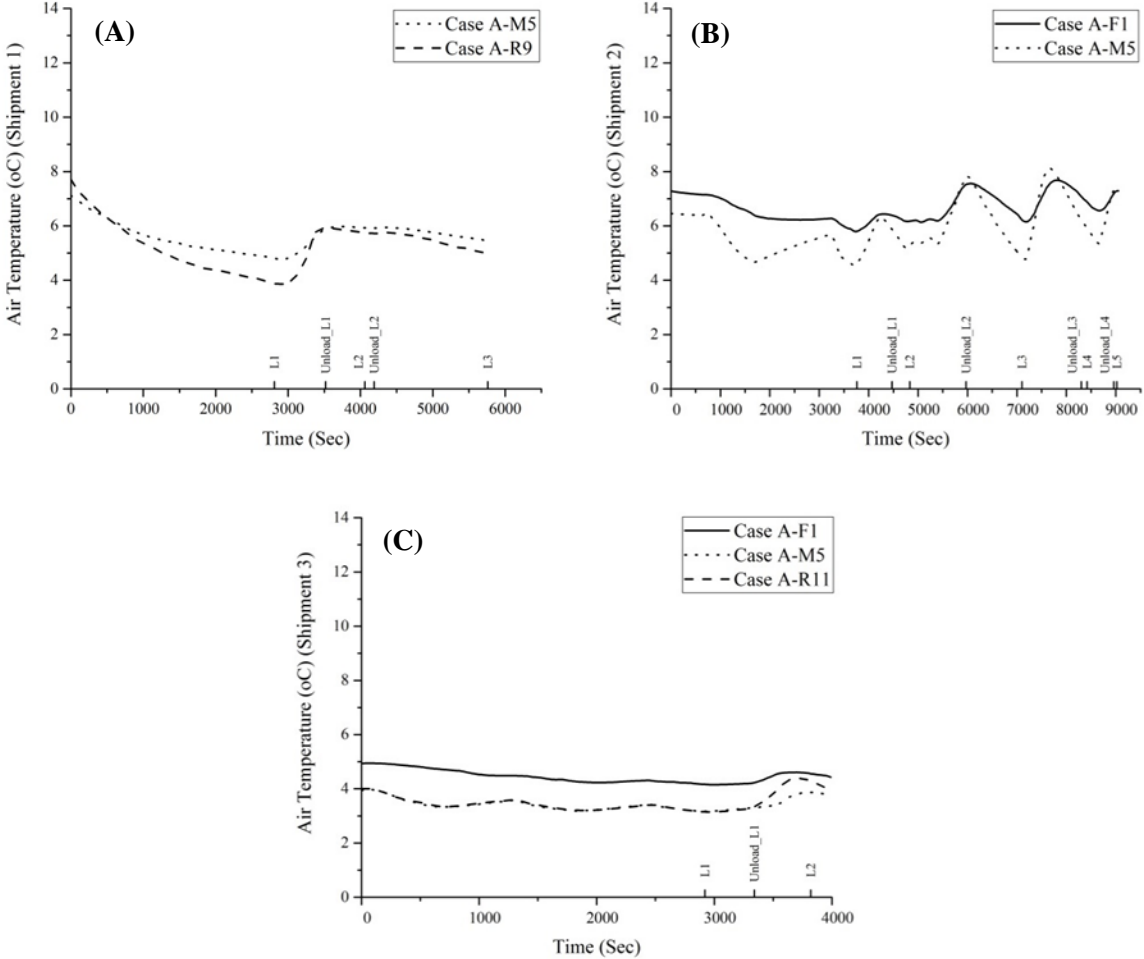 (A)
Case A-M5
Case A-R9
Air Temperature (oC) (Shipment 1)
14
12
10
8
6
4
2
0
L1
Unload_L1
L2
Unload_L2
L3
0 1000 2000 3000 4000 5000 6000
Time (Sec)
(B)
Case A-F1
Case A-M5
Air Temperature (oC) (Shipment 2)
14
12
10
8
6
4
2
0
L1
Unload_L1
L2
Unload_L2
L3
Unload_L3
L4
Unload_L4
L5
0 1000 2000 3000 4000 5000 6000 7000 8000 9000
Time (Sec)
(C)
Case A-F1
Case A-M5
Case A-R11
Air Temperature (oC) (Shipment 3)
14
12
10
8
6
4
2
0
L1
Unload_L1
L2
0 1000 2000 3000 4000
Time (Sec)